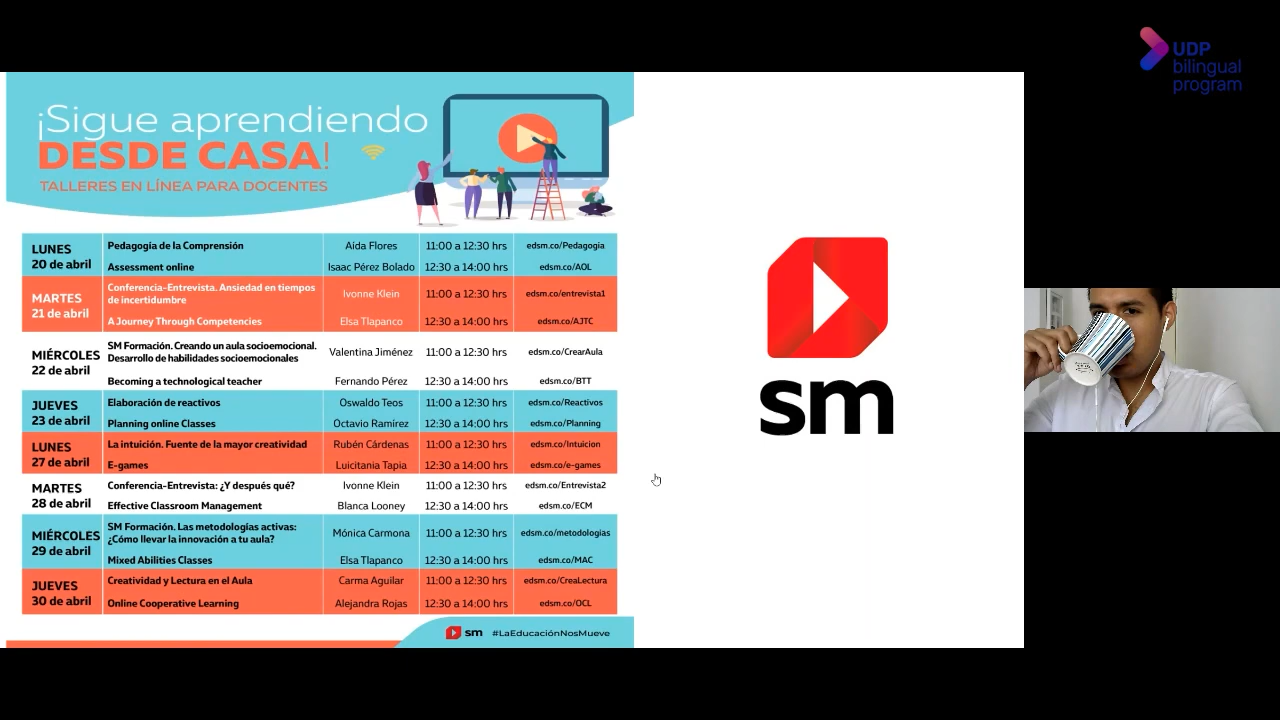 UDP
bilingual
program
¡Sigue aprendiendo
DESDE CASA!
TALLERES EN LÍNEA PARA DOCENTES
LUNES
20 de abril
Pedagogía de la Comprensión Aída Flores 11:00 a 12:30 hrs edsm.co/Pedagogia
Assessment online Isaac Pérez Bolado 12:30 a 14:00 hrs edsm.co/AOL
MARTES
21 de abril
Conferencia-Entrevista. Ansiedad en tiempos
de incertidumbre Ivonne Klein 11:00 a 12:30 hrs edsm.co/entrevista1
A Journey Through Competencies Elsa Tlapanco 12:30 a 14:00 hrs edsm.co/AJTC
MIÉRCOLES
22 de abril
SM Formación. Creando un aula socioemocional.
Desarrollo de habilidades socioemocionales Valentina Jiménez 11:00 a 12:30 hrs edsm.co/CrearAula
Becoming a technological teacher Fernando Pérez 12:30 a 14:00 hrs edsm.co/BTT
JUEVES
23 de abril
Elaboración de reactivos Oswaldo Teos 11:00 a 12:30 hrs edsm.co/Reactivos
Planning online Classes Octavio Ramírez 12:30 a 14:00 hrs edsm.co/Planning
LUNES
27 de abril
La intuición. Fuente de la mayor creatividad Rubén Cárdenas 11:00 a 12:30 hrs edsm.co/Intuicion
E-games Luicitania Tapia 12:30 a 14:00 hrs edsm.co/e-games
MARTES
28 de abril
Conferencia-Entrevista: ¿Y después qué? Ivonne Klein 11:00 a 12:30 hrs edsm.co/Entrevista2
Effective Classroom Management Blanca Looney 12:30 a 14:00 hrs edsm.co/ECM
MIÉRCOLES
29 de abril
SM Formación. Las metodologías activas:
¿Cómo llevar la innovación a tu aula? Mónica Carmona 11:00 a 12:30 hrs edsm.co/metodologias
Mixed Abilities Classes Elsa Tlapanco 12:30 a 14:00 hrs edsm.co/MAC
JUEVES
30 de abril
Creatividad y Lectura en el Aula Carma Aguilar 11:00 a 12:30 hrs edsm.co/CreaLectura
Online Cooperative Learning Alejandra Rojas 12:30 a 14:00 hrs edsm.co/OCL
sm #LaEducaciónNosMueve
sm